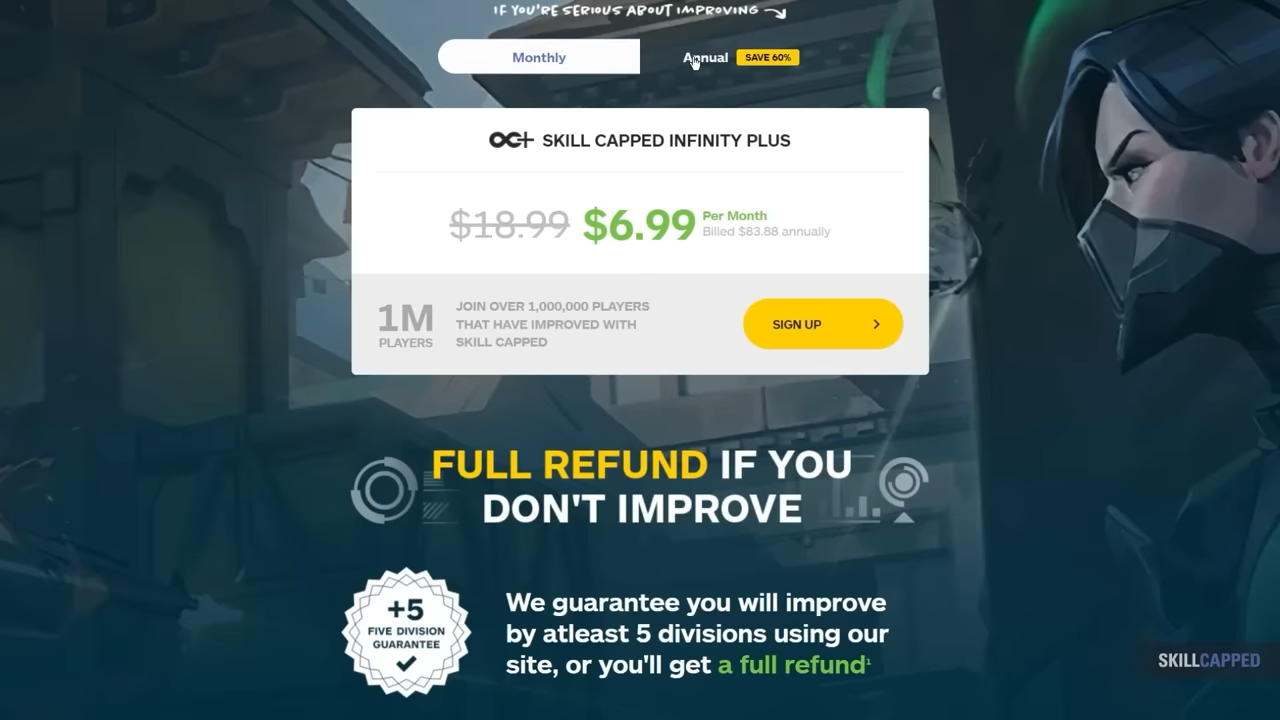 IF YOU'RE SERIOUS ABOUT IMPROVING
Monthly
Annual SAVE 60%
SKILL CAPPED INFINITY PLUS
$18.99 $6.99 Per Month
Billed $83.88 annually
1M
PLAYERS
JOIN OVER 1,000,000 PLAYERS
THAT HAVE IMPROVED WITH
SKILL CAPPED
SIGN UP
FULL REFUND IF YOU
DON'T IMPROVE
+5
FIVE DIVISION
GUARANTEE
We guarantee you will improve
by atleast 5 divisions using our
site, or you'll get a full refund¹
SKILLCAPPED